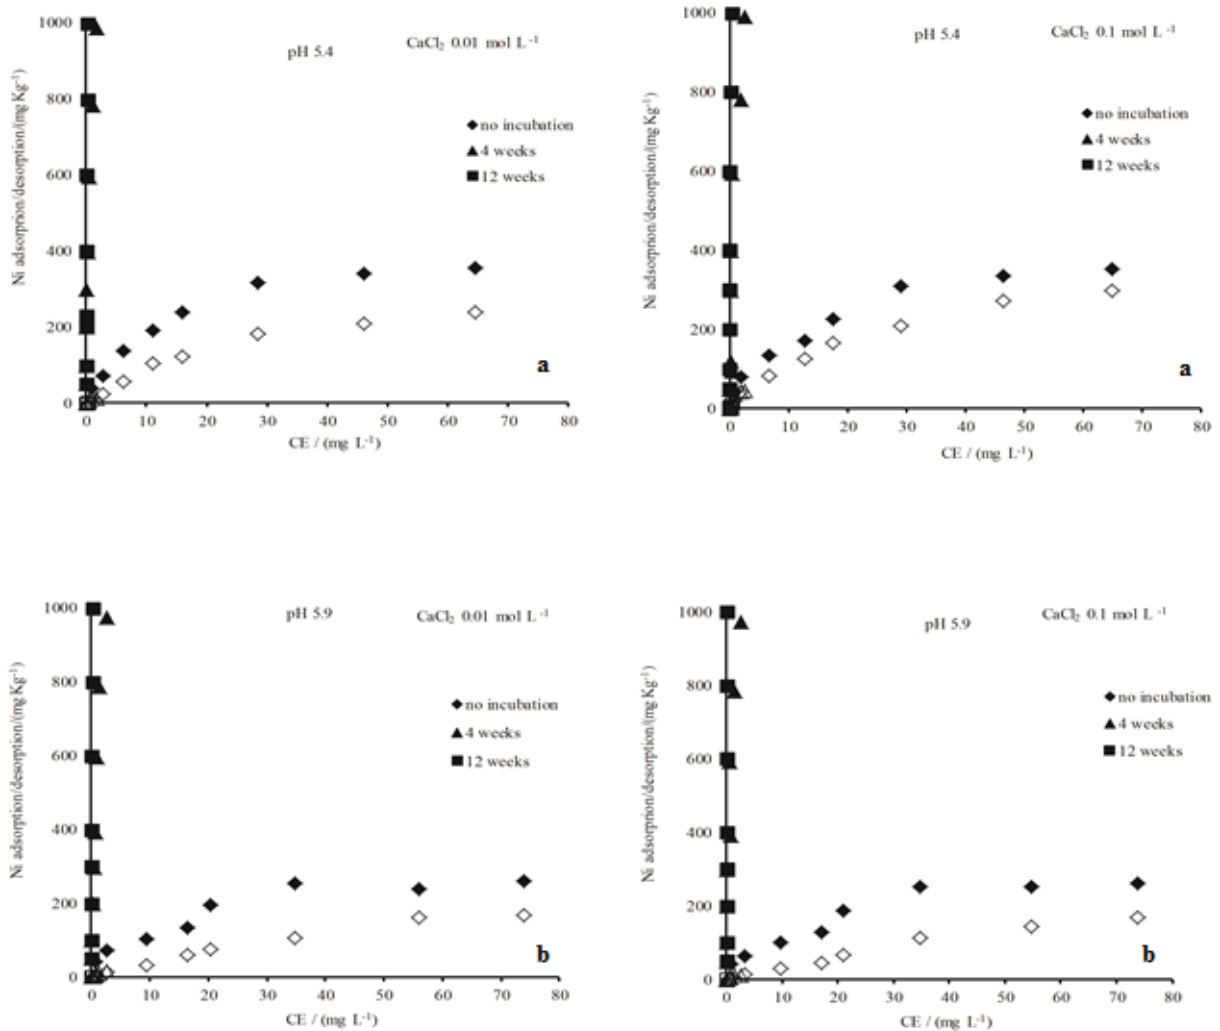 pH 5.4
CaCl₂ 0.01 mol L⁻¹
Ni adsorprion/desorption/(mg Kg⁻¹)
1000
800
600
400
200
0
no incubation
4 weeks
12 weeks
a
0 10 20 30 40 50 60 70 80
CE / (mg L⁻¹)
pH 5.4
CaCl₂ 0.1 mol L⁻¹
Ni adsorprion/desorption/(mg Kg⁻¹)
1000
800
600
400
200
0
no incubation
4 weeks
12 weeks
a
0 10 20 30 40 50 60 70 80
CE / (mg L⁻¹)
pH 5.9
CaCl₂ 0.01 mol L⁻¹
Ni adsorption/desorption/(mg Kg⁻¹)
1000
800
600
400
200
0
no incubation
4 weeks
12 weeks
b
0 10 20 30 40 50 60 70 80
CE / (mg L⁻¹)
pH 5.9
CaCl₂ 0.1 mol L⁻¹
Ni adsorprion/desorption/(mg Kg⁻¹)
1000
800
600
400
200
0
no incubation
4 weeks
12 weeks
b
0 10 20 30 40 50 60 70 80
CE / (mg L⁻¹)